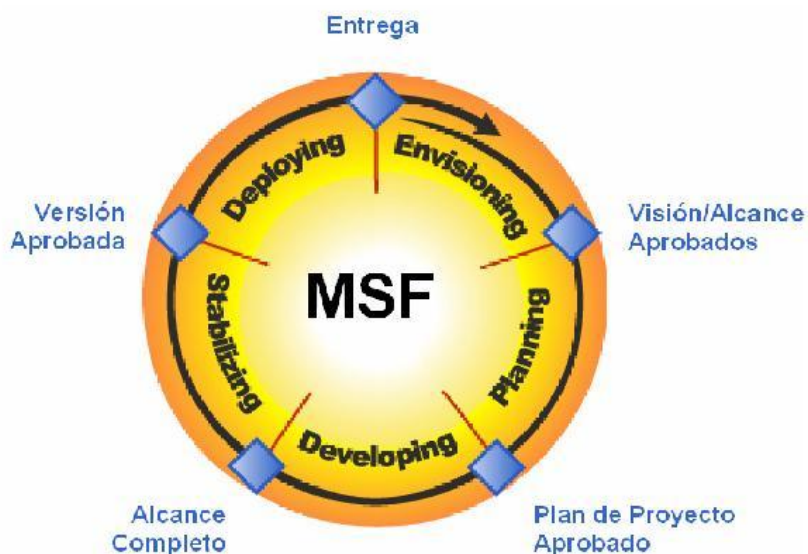 Entrega
Deploying
Envisioning
Versión
Aprobada
Visión/Alcance
Aprobados
MSF
Stabilizing
Planning
Developing
Alcance
Completo
Plan de Proyecto
Aprobado